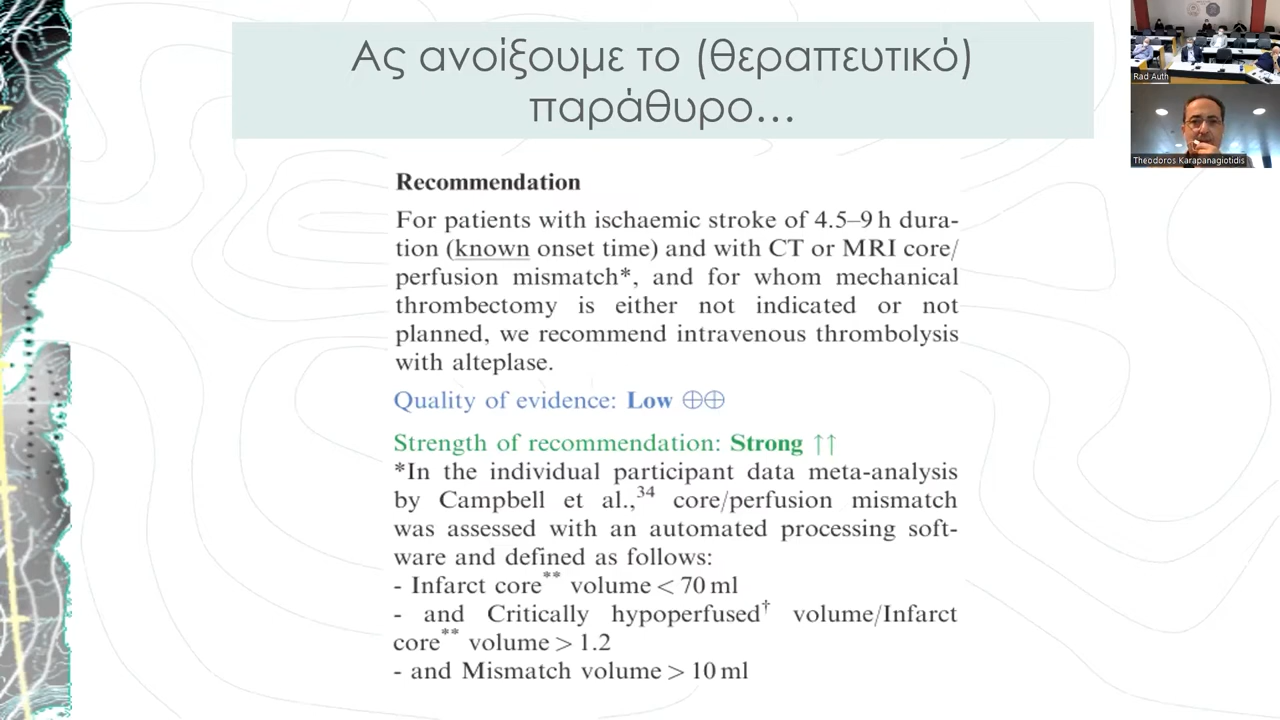 Ας ανοίξουμε το (θεραπευτικό)
παράθυρο...
Rad Auth
Theodoros Karapanagiotidis
Recommendation
For patients with ischaemic stroke of 4.5–9 h dura-
tion (known onset time) and with CT or MRI core/
perfusion mismatch*, and for whom mechanical
thrombectomy is either not indicated or not
planned, we recommend intravenous thrombolysis
with alteplase.
Quality of evidence: Low ⊕⊕
Strength of recommendation: Strong ↑↑
*In the individual participant data meta-analysis
by Campbell et al.,34 core/perfusion mismatch
was assessed with an automated processing soft-
ware and defined as follows:
- Infarct core** volume < 70 ml
- and Critically hypoperfused† volume/Infarct
core** volume > 1.2
- and Mismatch volume > 10 ml